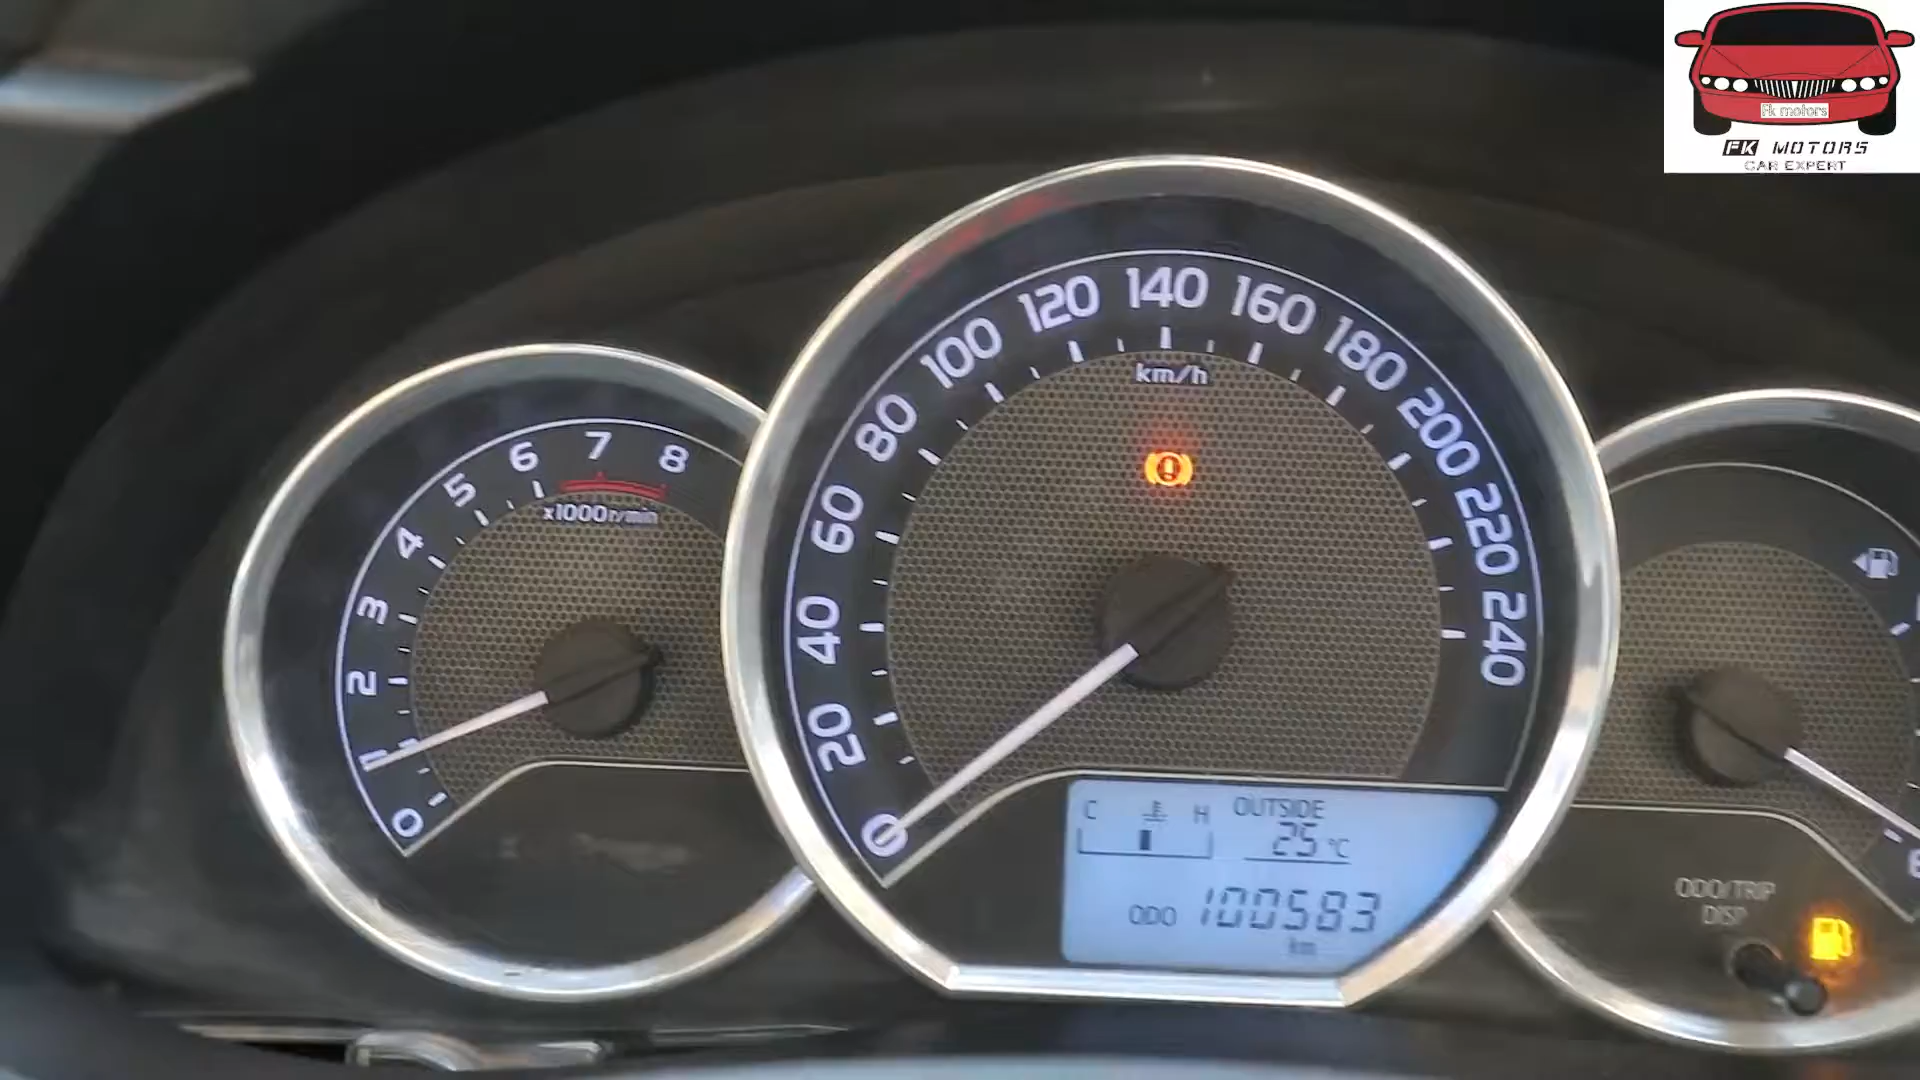 Fk motors
FK MOTORS
CAR EXPERT
0
1
2
3
4
5
6
7
8
x1000r/min
0
20
40
60
80
100
120
140
160
180
200
220
240
km/h
C H
OUTSIDE
25 °C
ODO 100583
km
ODO/TRIP
DISP